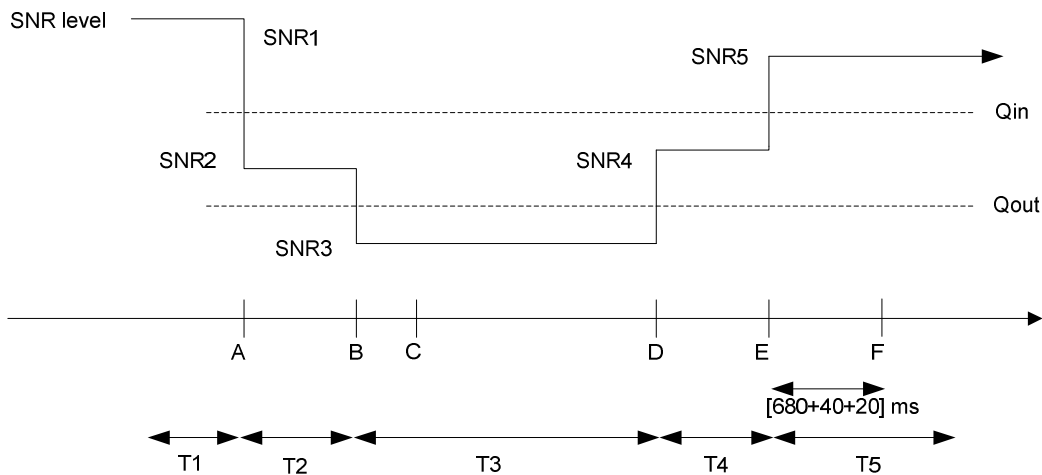 SNR level
SNR1
SNR5
Qin
SNR2
SNR4
Qout
SNR3
A B C D E F
[680+40+20] ms
T1 T2 T3 T4 T5